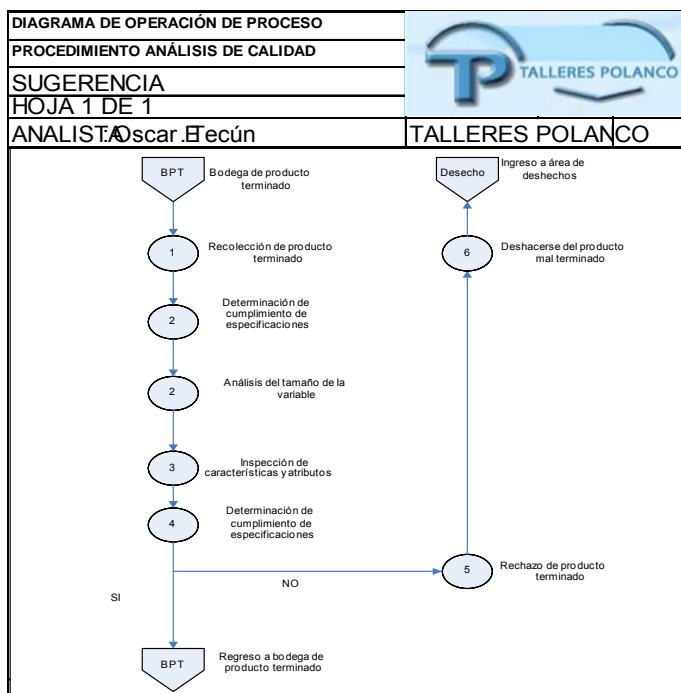 DIAGRAMA DE OPERACIÓN DE PROCESO
PROCEDIMIENTO ANÁLISIS DE CALIDAD
SUGERENCIA
HOJA 1 DE 1
ANALISTA: Oscar E. Tecún
TP
TALLERES POLANCO
TALLERES POLANCO
BPT
Bodega de producto
terminado
1
Recolección de producto
terminado
2
Determinación de
cumplimiento de
especificaciones
2
Análisis del tamaño de la
variable
3
Inspección de
características y atributos
4
Determinación de
cumplimiento de
especificaciones
SI
NO
BPT
Regreso a bodega de
producto terminado
Desecho
Ingreso a área de
deshechos
6
Deshacerse del producto
mal terminado
5
Rechazo de producto
terminado